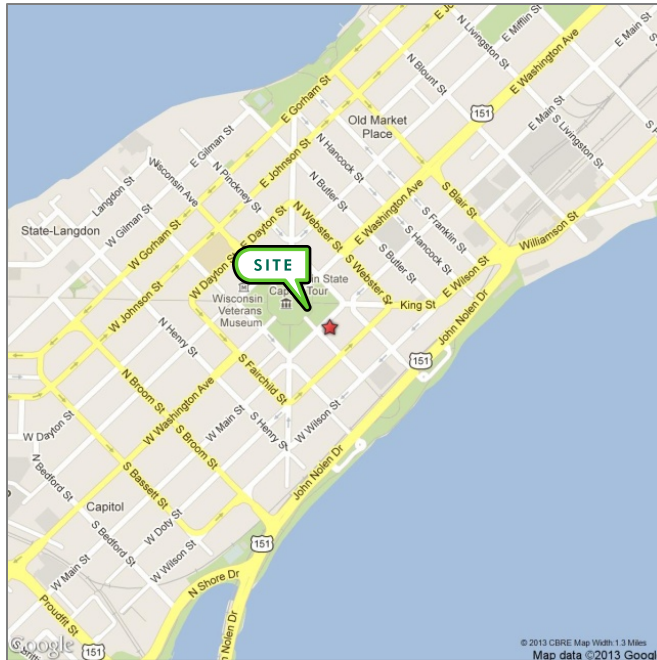 N Livingston St
E Mifflin St
E Main St
E Washington Ave
N Blount St
151
E Main St
S Livingston St
E Gorham St
Old Market
Place
E Gilman St
E Johnson St
N Hancock St
Wisconsin Ave
N Pinckney St
N Butler St
E Washington Ave
S Blair St
Langdon St
W Gilman St
Williamson St
S Franklin St
S Hancock St
State-Langdon
W Gorham St
E Dayton St
N Webster St
S Butler St
E Wilson St
W Dayton St
S Webster St
SITE
State
Tour
King St
John Nolen Dr
W Johnson St
Wisconsin
Veterans
Museum
N Henry St
S Fairchild St
151
N Broom St
W Washington Ave
W Main St
S Henry St
W Wilson St
W Dayton St
S Broom St
N Bedford St
S Bassett St
John Nolen Dr
Capitol
S Bedford St
W Doty St
W Wilson St
151
W Main St
N Shore Dr
Proudfit St
Nolen Dr
Google
© 2013 CBRE Map Width:1.3 Miles
Map data ©2013 Googl